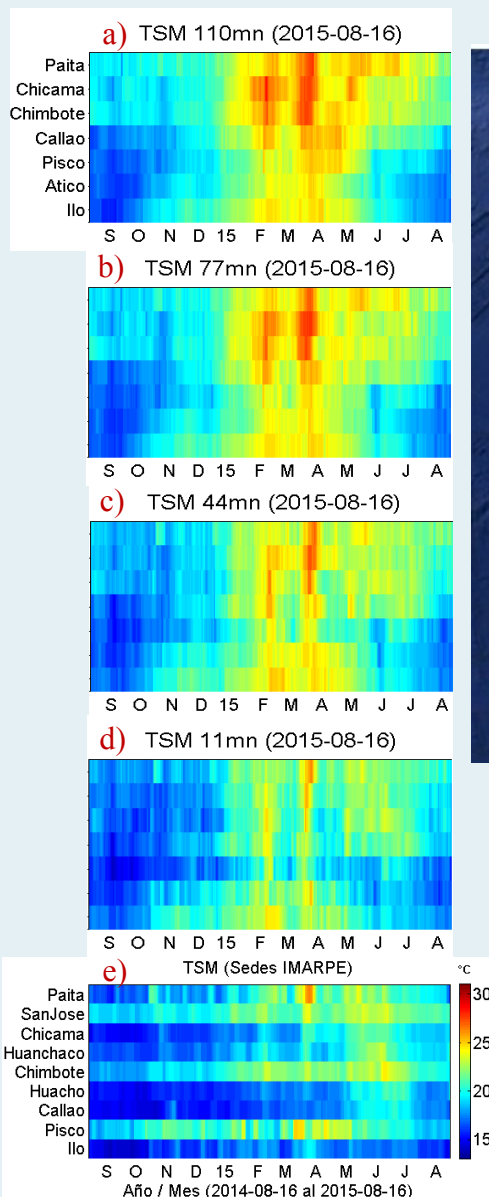 a) TSM 110mn (2015-08-16)
Paita
Chicama
Chimbote
Callao
Pisco
Atico
Ilo
S O N D 15 F M A M J J A
b) TSM 77mn (2015-08-16)
S O N D 15 F M A M J J A
c) TSM 44mn (2015-08-16)
S O N D 15 F M A M J J A
d) TSM 11mn (2015-08-16)
S O N D 15 F M A M J J A
e) TSM (Sedes IMARPE)
°C
Paita
SanJose
Chicama
Huanchaco
Chimbote
Huacho
Callao
Pisco
Ilo
30
25
20
15
S O N D 15 F M A M J J A
Año / Mes (2014-08-16 al 2015-08-16)